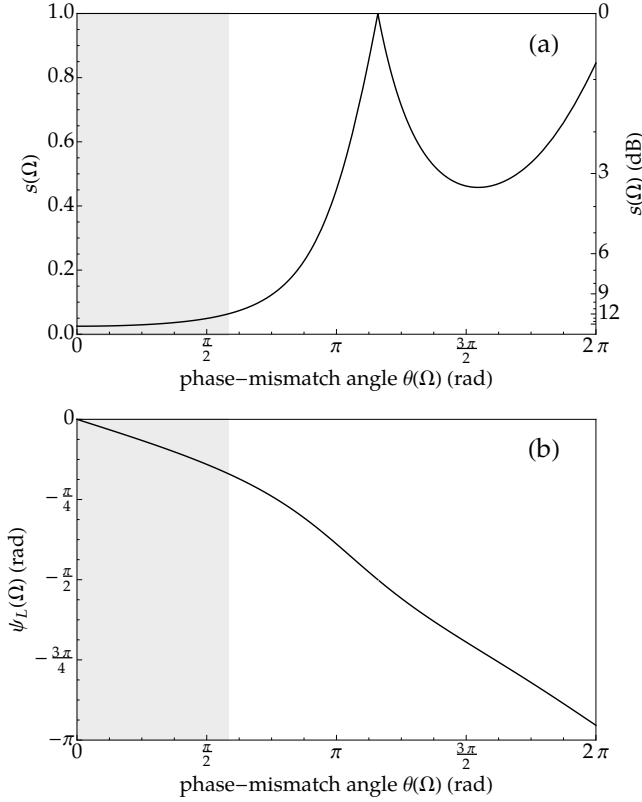 1.0
0.8
0.6
0.4
0.2
0.0
s(Ω)
(a)
0
3
6
9
12
s(Ω) (dB)
0
π/2
π
3π/2
2π
phase−mismatch angle θ(Ω) (rad)
0
−π/4
−π/2
−3π/4
−π
ψ_L(Ω) (rad)
(b)
0
π/2
π
3π/2
2π
phase−mismatch angle θ(Ω) (rad)